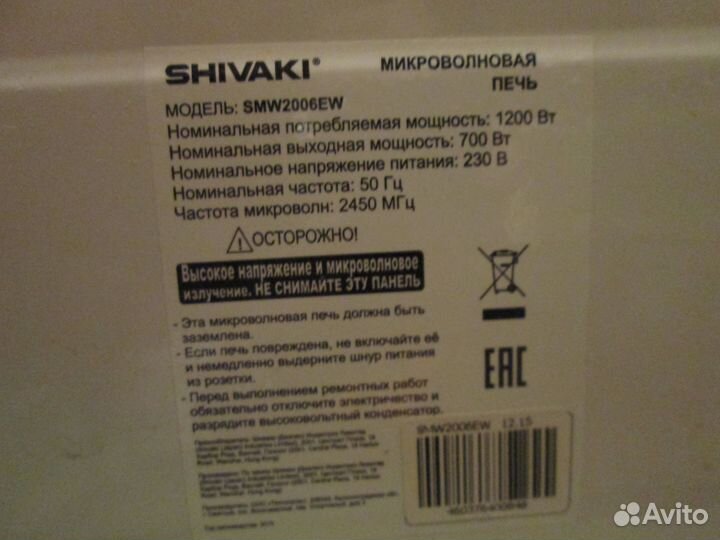 SHIVAKI®
МИКРОВОЛНОВАЯ
ПЕЧЬ
МОДЕЛЬ: SMW2006EW
Номинальная потребляемая мощность: 1200 Вт
Номинальная выходная мощность: 700 Вт
Номинальное напряжение питания: 230 В
Номинальная частота: 50 Гц
Частота микроволн: 2450 МГц
ОСТОРОЖНО!
Высокое напряжение и микроволновое
излучение. НЕ СНИМАЙТЕ ЭТУ ПАНЕЛЬ
- Эта микроволновая печь должна быть
заземлена.
- Если печь повреждена, не включайте её
и немедленно выдерните шнур питания
из розетки.
- Перед выполнением ремонтных работ
обязательно отключите электричество и
разрядите высоковольтный конденсатор.
EAC
SMW2006EW 12.15
Avito